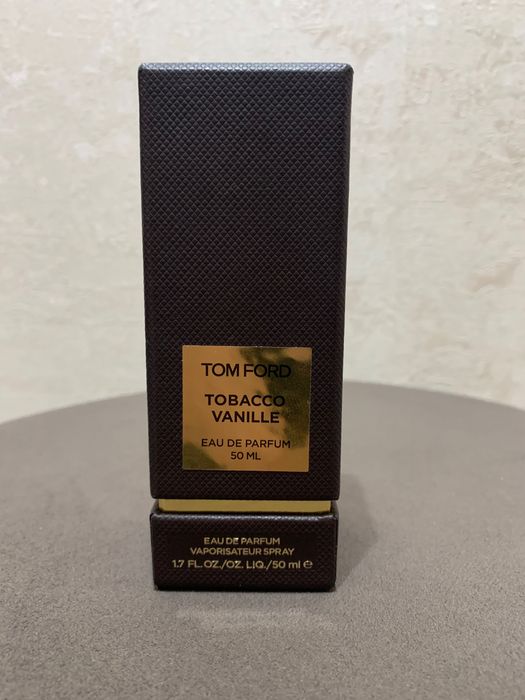 TOM FORD
TOBACCO
VANILLE
EAU DE PARFUM
50 ML
EAU DE PARFUM
VAPORISATEUR SPRAY
1.7 FL.OZ./OZ. LIQ./50 ml ℮